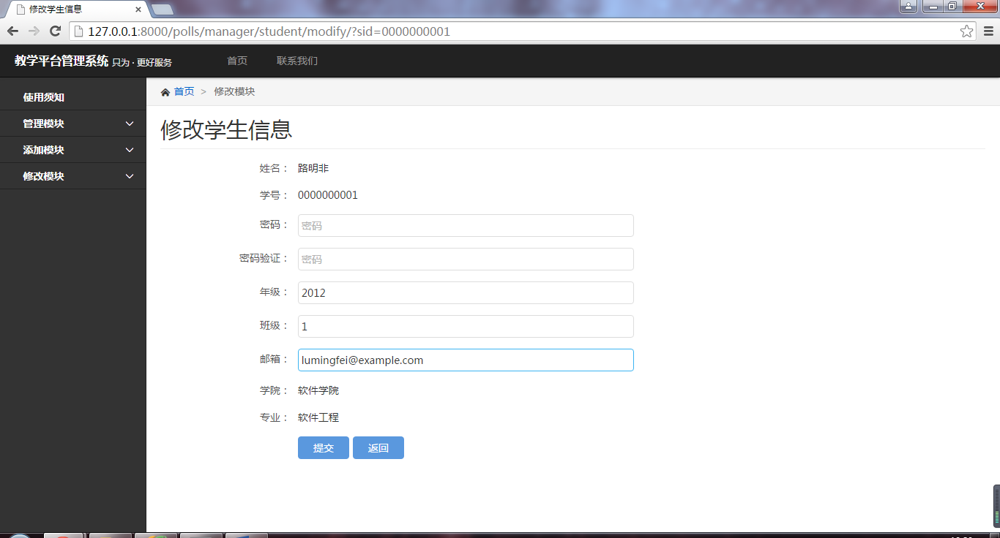 修改学生信息
127.0.0.1:8000/polls/manager/student/modify/?sid=0000000001
教学平台管理系统 只为·更好服务 首页 联系我们
使用须知
管理模块
添加模块
修改模块
首页 > 修改模块
修改学生信息
姓名： 路明非
学号： 0000000001
密码： 密码
密码验证： 密码
年级： 2012
班级： 1
邮箱： lumingfei@example.com
学院： 软件学院
专业： 软件工程
提交 返回